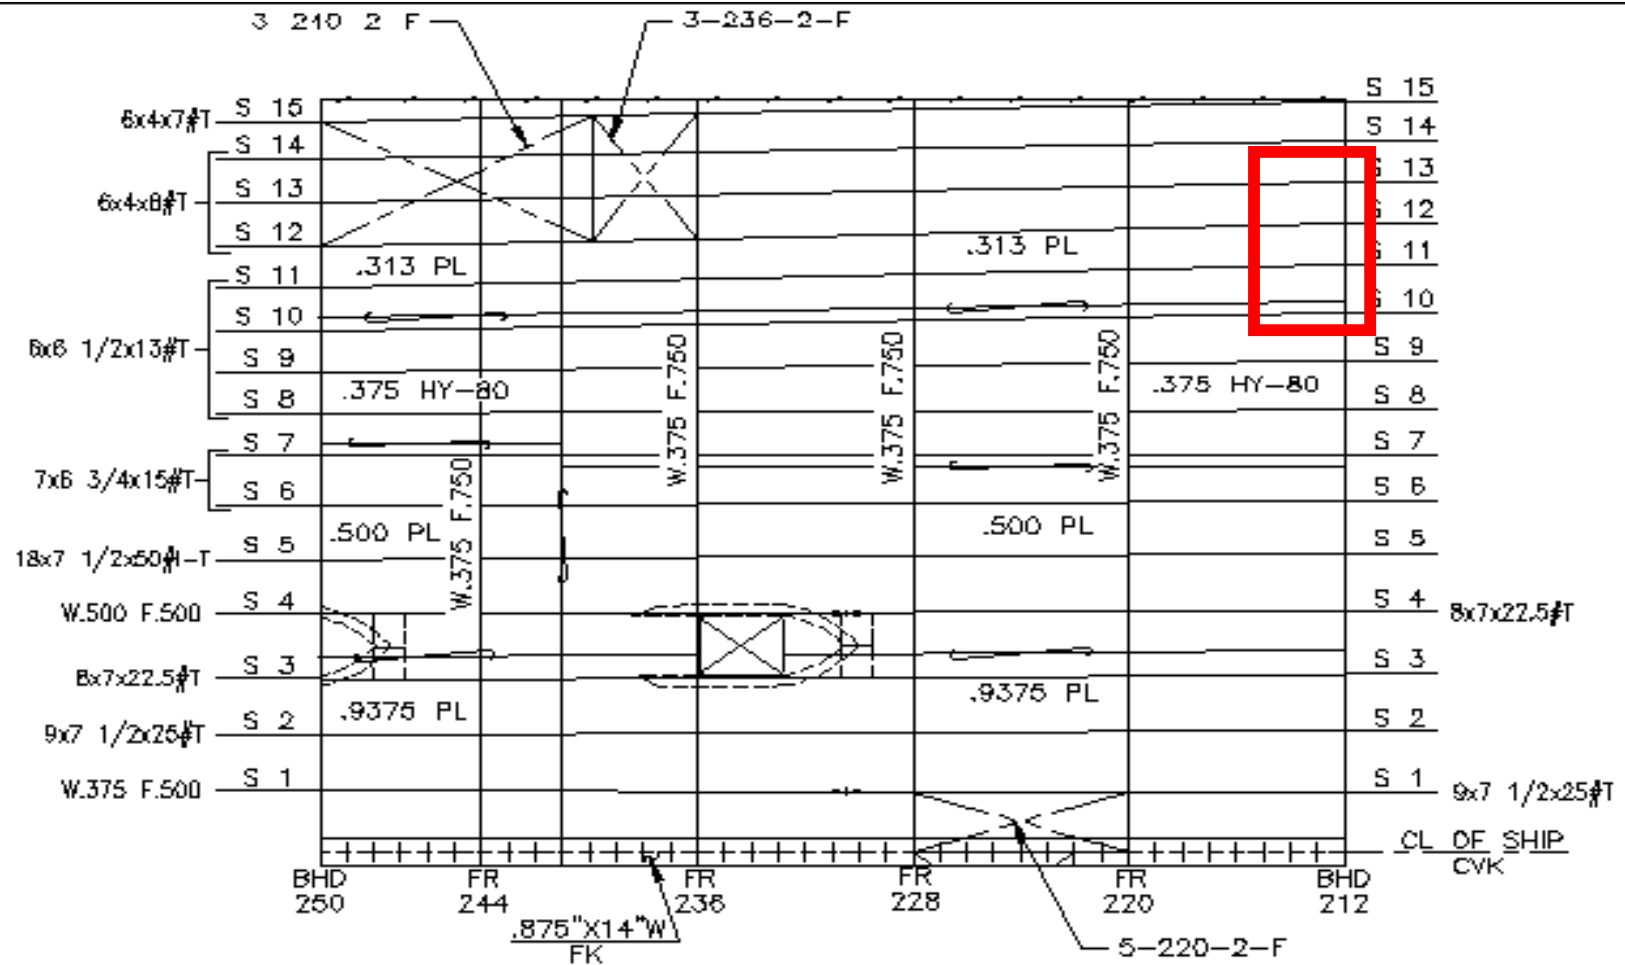 3 240 2 F
3-236-2-F
S 15
6x4x7#T
S 15
S 14
S 14
S 13
6x4x8#T
S 13
S 12
S 12
.313 PL
.313 PL
S 11
S 11
S 10
S 10
6x6 1/2x13#T
S 9
S 9
.375 HY-80
W.375 F.750
W.375 F.750
W.375 F.750
.375 HY-80
S 8
S 8
S 7
S 7
7x6 3/4x15#T
S 6
W.375 F.750
S 6
.500 PL
.500 PL
S 5
S 5
18x7 1/2x50#I-T
W.500 F.500
S 4
S 4
8x7x22.5#T
S 3
S 3
8x7x22.5#T
.9375 PL
.9375 PL
S 2
S 2
9x7 1/2x25#T
W.375 F.500
S 1
S 1
9x7 1/2x25#T
CL OF SHIP
CVK
BHD
250
FR
244
FR
236
FR
228
FR
220
BHD
212
.875"X14"W
FK
5-220-2-F